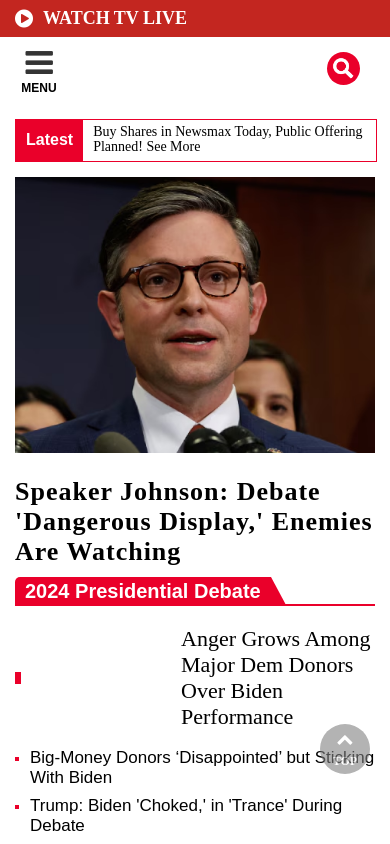 WATCH TV LIVE
MENU
Latest
Buy Shares in Newsmax Today, Public Offering
Planned! See More
Speaker Johnson: Debate
'Dangerous Display,' Enemies
Are Watching
2024 Presidential Debate
Anger Grows Among
Major Dem Donors
Over Biden
Performance
Big-Money Donors ‘Disappointed’ but Sticking
With Biden
Trump: Biden 'Choked,' in 'Trance' During
Debate